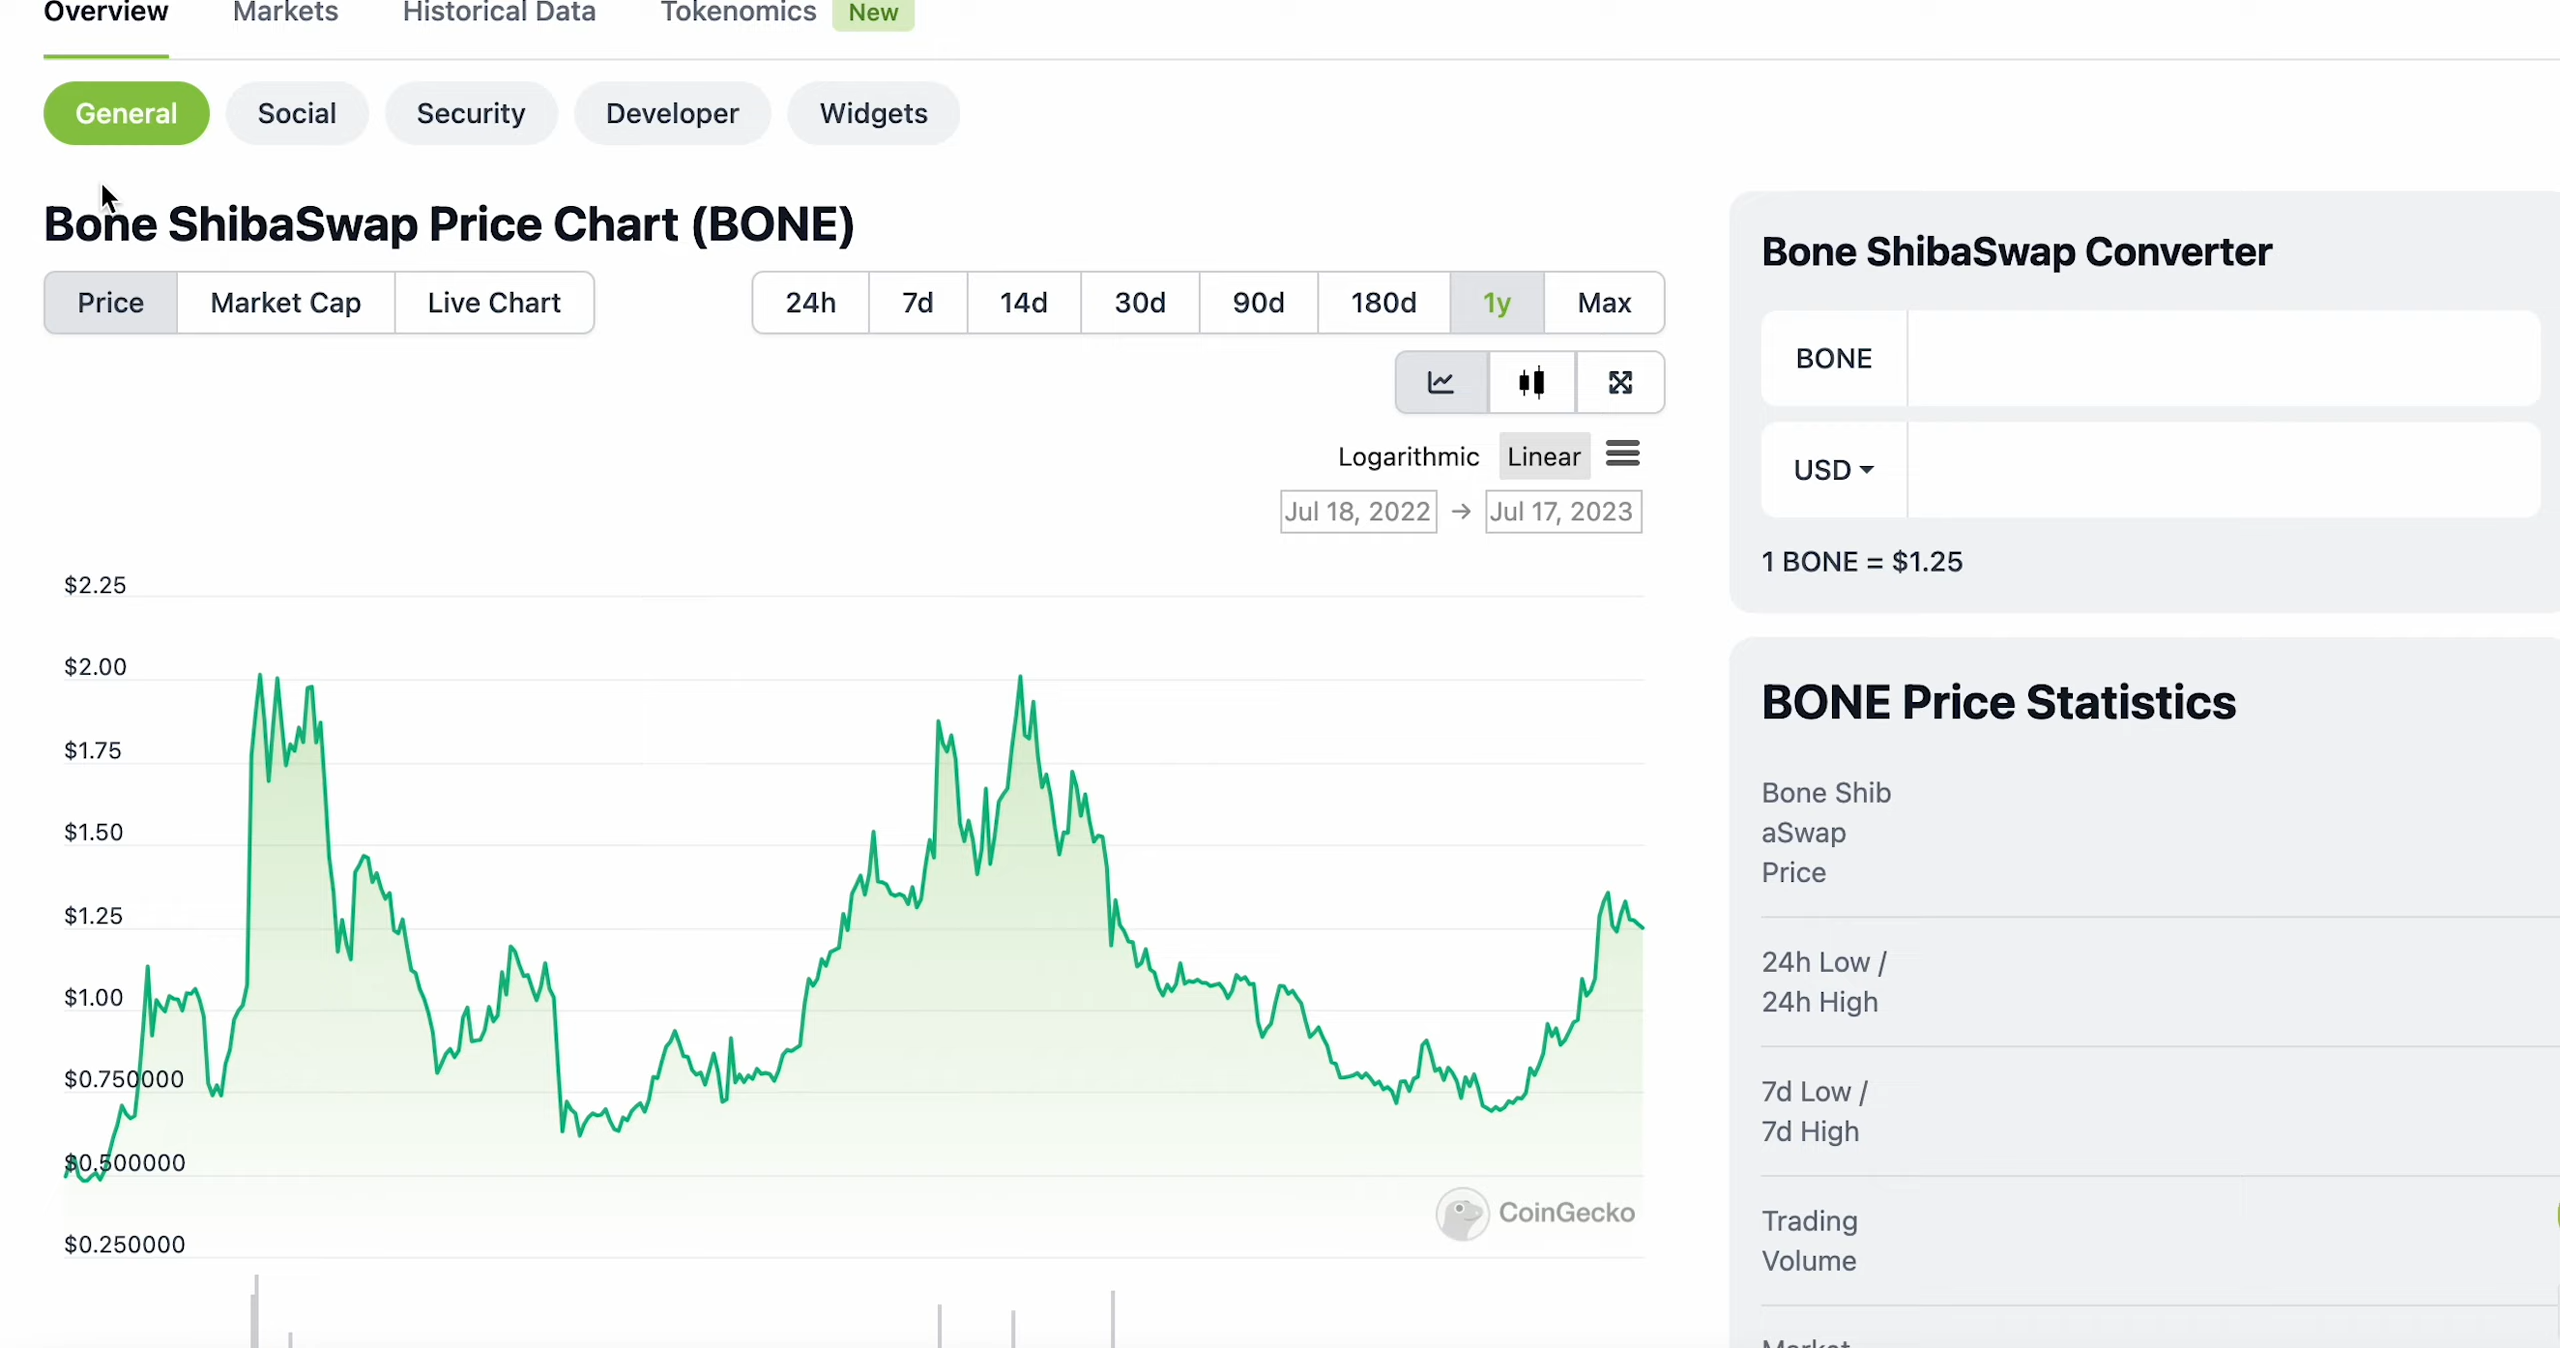 Overview Markets Historical Data Tokenomics New
General Social Security Developer Widgets
Bone ShibaSwap Price Chart (BONE)
Price Market Cap Live Chart 24h 7d 14d 30d 90d 180d 1y Max
Logarithmic Linear
Jul 18, 2022 → Jul 17, 2023
$2.25
$2.00
$1.75
$1.50
$1.25
$1.00
$0.750000
$0.500000
$0.250000
CoinGecko
Bone ShibaSwap Converter
BONE
USD
1 BONE = $1.25
BONE Price Statistics
Bone Shib
aSwap
Price
24h Low /
24h High
7d Low /
7d High
Trading
Volume
Market